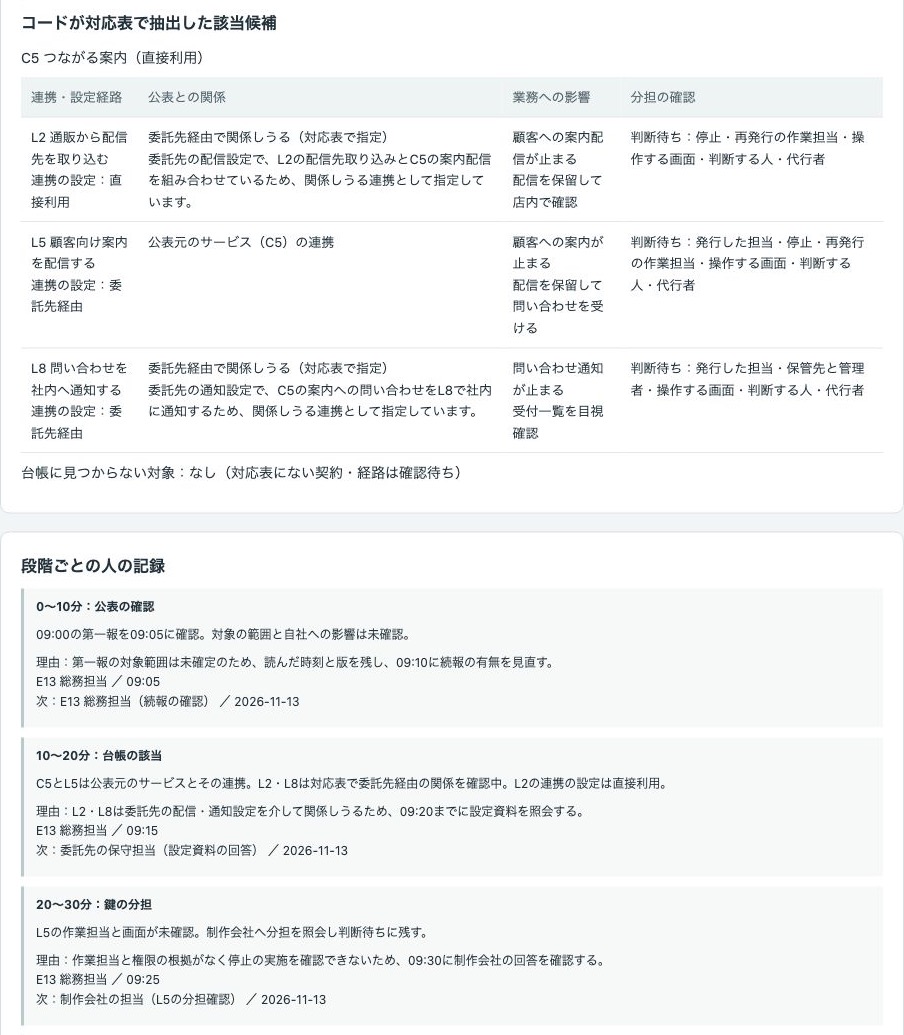 コードが対応表で抽出した該当候補
C5 つながる案内（直接利用）
連携・設定経路
公表との関係
業務への影響
分担の確認
L2 通販から配信
先を取り込む
連携の設定：直
接利用
委託先経由で関係しうる（対応表で指定）
委託先の配信設定で、L2の配信先取り込みとC5の案内配信
を組み合わせているため、関係しうる連携として指定して
います。
顧客への案内配
信が止まる
配信を保留して
店内で確認
判断待ち：停止・再発行の作業担当・操
作する画面・判断する人・代行者
L5 顧客向け案内
を配信する
連携の設定：委
託先経由
公表元のサービス（C5）の連携
顧客への案内が
止まる
配信を保留して
問い合わせを受
ける
判断待ち：発行した担当・停止・再発行
の作業担当・操作する画面・判断する
人・代行者
L8 問い合わせを
社内へ通知する
連携の設定：委
託先経由
委託先経由で関係しうる（対応表で指定）
委託先の通知設定で、C5の案内への問い合わせをL8で社内
に通知するため、関係しうる連携として指定しています。
問い合わせ通知
が止まる
受付一覧を目視
確認
判断待ち：発行した担当・保管先と管理
者・操作する画面・判断する人・代行者
台帳に見つからない対象：なし（対応表にない契約・経路は確認待ち）
段階ごとの人の記録
0〜10分：公表の確認
09:00の第一報を09:05に確認。対象の範囲と自社への影響は未確認。
理由：第一報の対象範囲は未確定のため、読んだ時刻と版を残し、09:10に続報の有無を見直す。
E13 総務担当 ／ 09:05
次：E13 総務担当（続報の確認） ／ 2026-11-13
10〜20分：台帳の該当
C5とL5は公表元のサービスとその連携。L2・L8は対応表で委託先経由の関係を確認中。L2の連携の設定は直接利用。
理由：L2・L8は委託先の配信・通知設定を介して関係しうるため、09:20までに設定資料を照会する。
E13 総務担当 ／ 09:15
次：委託先の保守担当（設定資料の回答） ／ 2026-11-13
20〜30分：鍵の分担
L5の作業担当と画面が未確認。制作会社へ分担を照会し判断待ちに残す。
理由：作業担当と権限の根拠がなく停止の実施を確認できないため、09:30に制作会社の回答を確認する。
E13 総務担当 ／ 09:25
次：制作会社の担当（L5の分担確認） ／ 2026-11-13